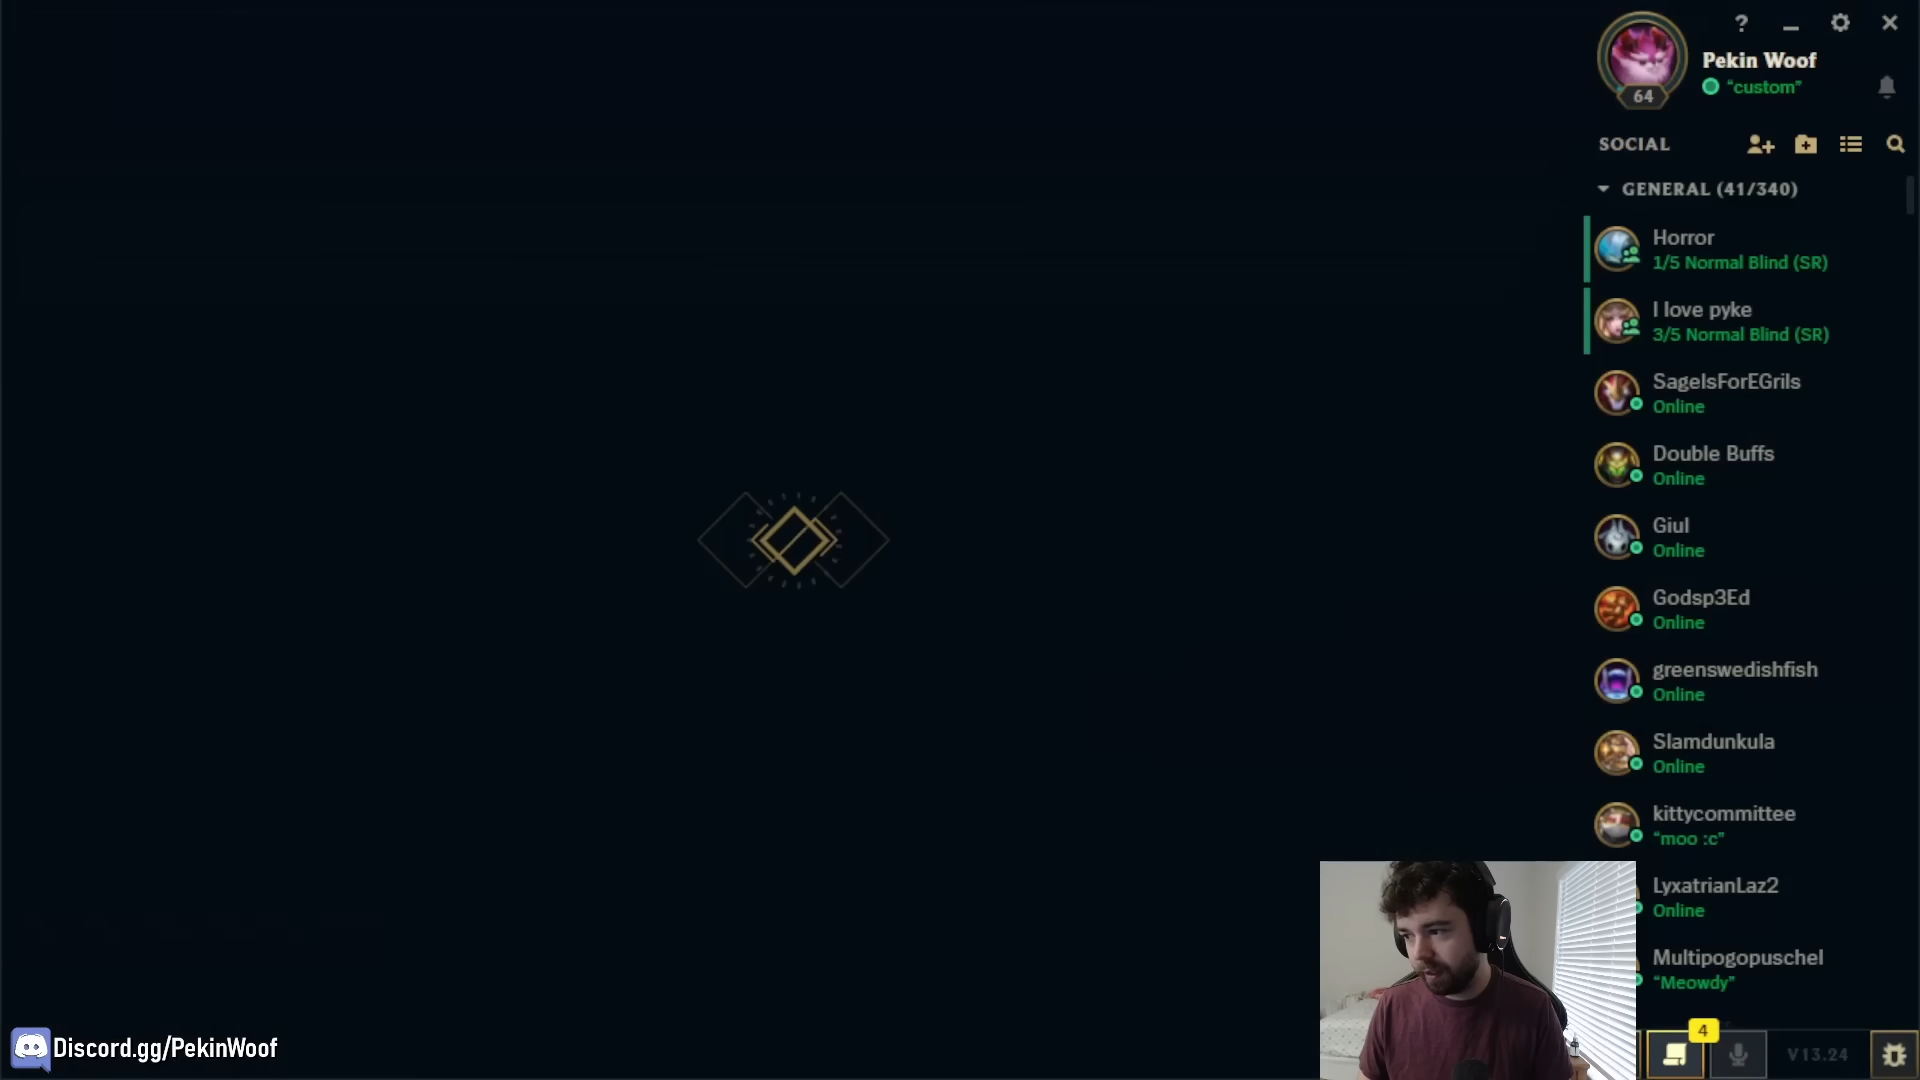 ?
Pekin Woof
64
"custom"
SOCIAL
GENERAL (41/340)
Horror
1/5 Normal Blind (SR)
I love pyke
3/5 Normal Blind (SR)
SageIsForEGrils
Online
Double Buffs
Online
Giul
Online
Godsp3Ed
Online
greenswedishfish
Online
Slamdunkula
Online
kittycommittee
"moo :c"
LyxatrianLaz2
Online
Multipogopuschel
"Meowdy"
4
V13.24
Discord.gg/PekinWoof